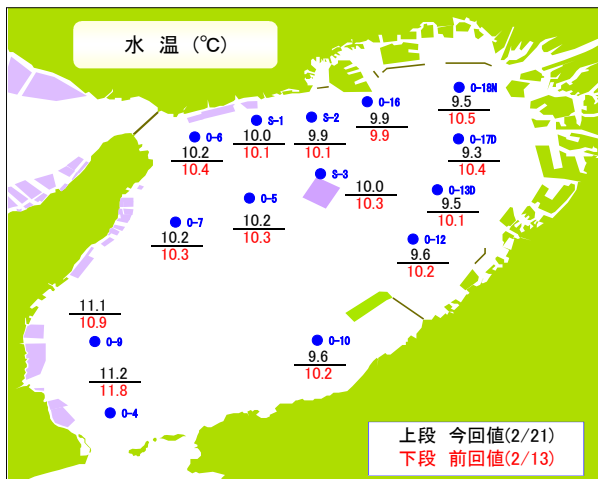 水 温 (℃)
O-18N
9.5
10.5
O-16
9.9
9.9
S-2
9.9
10.1
S-1
10.0
10.1
O-6
10.2
10.4
O-17D
9.3
10.4
S-3
10.0
10.3
O-13D
9.5
10.1
O-5
10.2
10.3
O-7
10.2
10.3
O-12
9.6
10.2
11.1
10.9
O-9
O-10
9.6
10.2
11.2
11.8
O-4
上段 今回値(2/21)
下段 前回値(2/13)